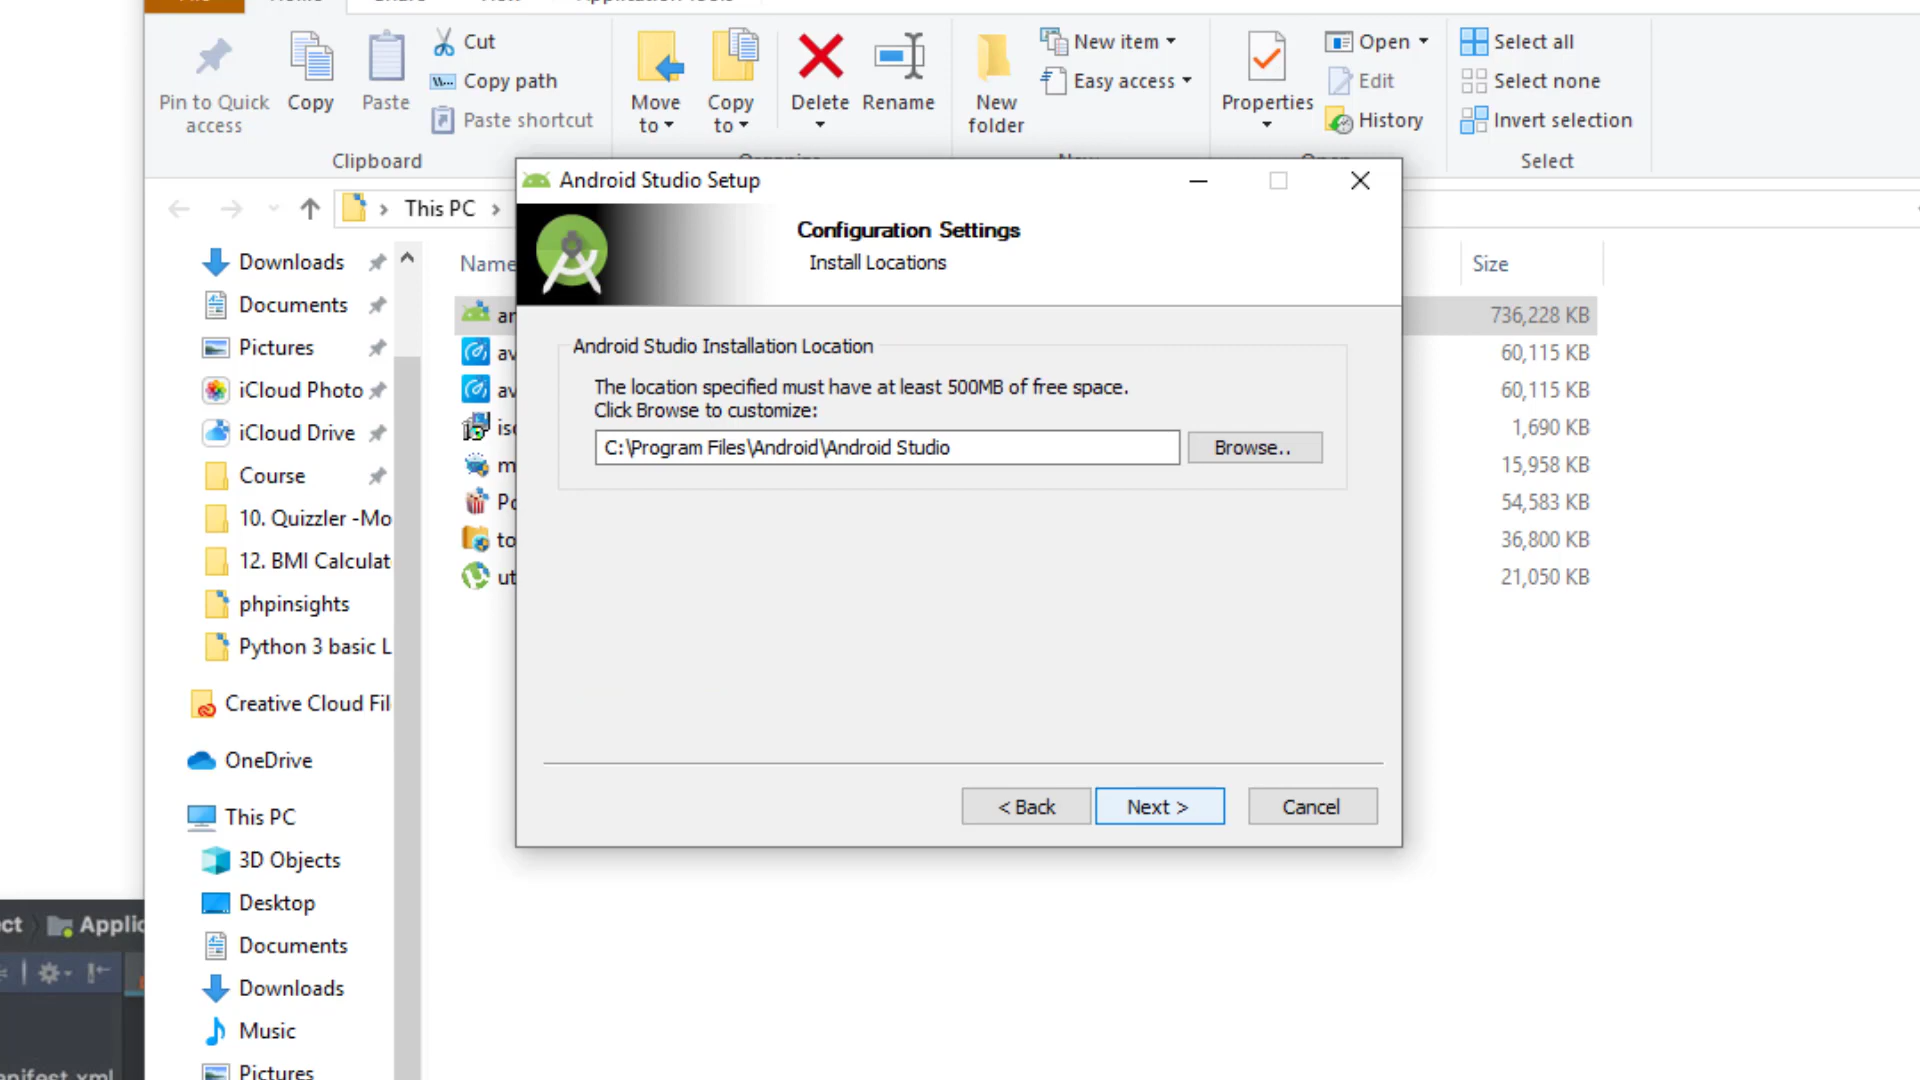 Cut
Copy path
Paste shortcut
Pin to Quick
access
Copy
Paste
Move
to
Copy
to
Delete
Rename
New
folder
New item
Easy access
Properties
Open
Edit
History
Select all
Select none
Invert selection
Clipboard
Select
This PC
Android Studio Setup
Configuration Settings
Install Locations
Android Studio Installation Location
The location specified must have at least 500MB of free space.
Click Browse to customize:
C:\Program Files\Android\Android Studio
Browse..
< Back
Next >
Cancel
Name
Size
736,228 KB
60,115 KB
60,115 KB
1,690 KB
15,958 KB
54,583 KB
36,800 KB
21,050 KB
Downloads
Documents
Pictures
iCloud Photo
iCloud Drive
Course
10. Quizzler -Mo
12. BMI Calculat
phpinsights
Python 3 basic L
Creative Cloud Fil
OneDrive
This PC
3D Objects
Desktop
Documents
Downloads
Music
Pictures